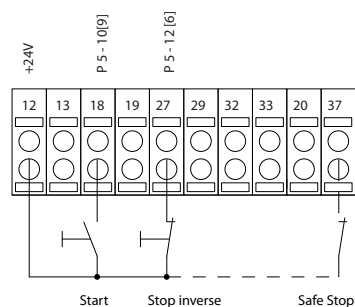 +24V
P 5 - 10[9]
P 5 - 12 [6]
12 13 18 19 27 29 32 33 20 37
Start Stop inverse Safe Stop